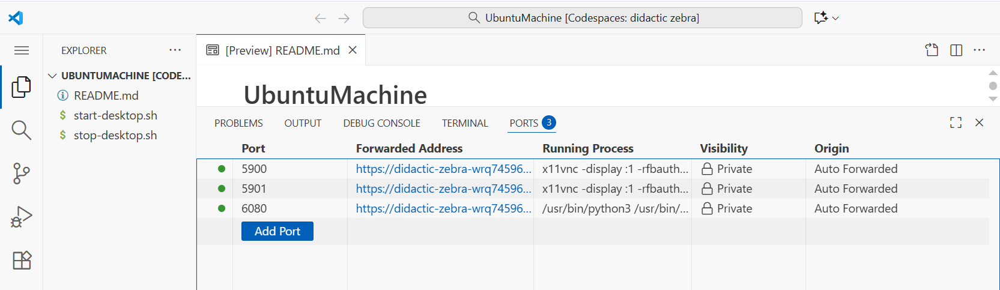 UbuntuMachine [Codespaces: didactic zebra]
EXPLORER
[Preview] README.md
UBUNTUMACHINE [CODE...
README.md
$ start-desktop.sh
$ stop-desktop.sh
UbuntuMachine
PROBLEMS OUTPUT DEBUG CONSOLE TERMINAL PORTS 3
Port Forwarded Address Running Process Visibility Origin
5900 https://didactic-zebra-wrq74596... x11vnc -display :1 -rfbauth... Private Auto Forwarded
5901 https://didactic-zebra-wrq74596... x11vnc -display :1 -rfbauth... Private Auto Forwarded
6080 https://didactic-zebra-wrq74596... /usr/bin/python3 /usr/bin/... Private Auto Forwarded
Add Port